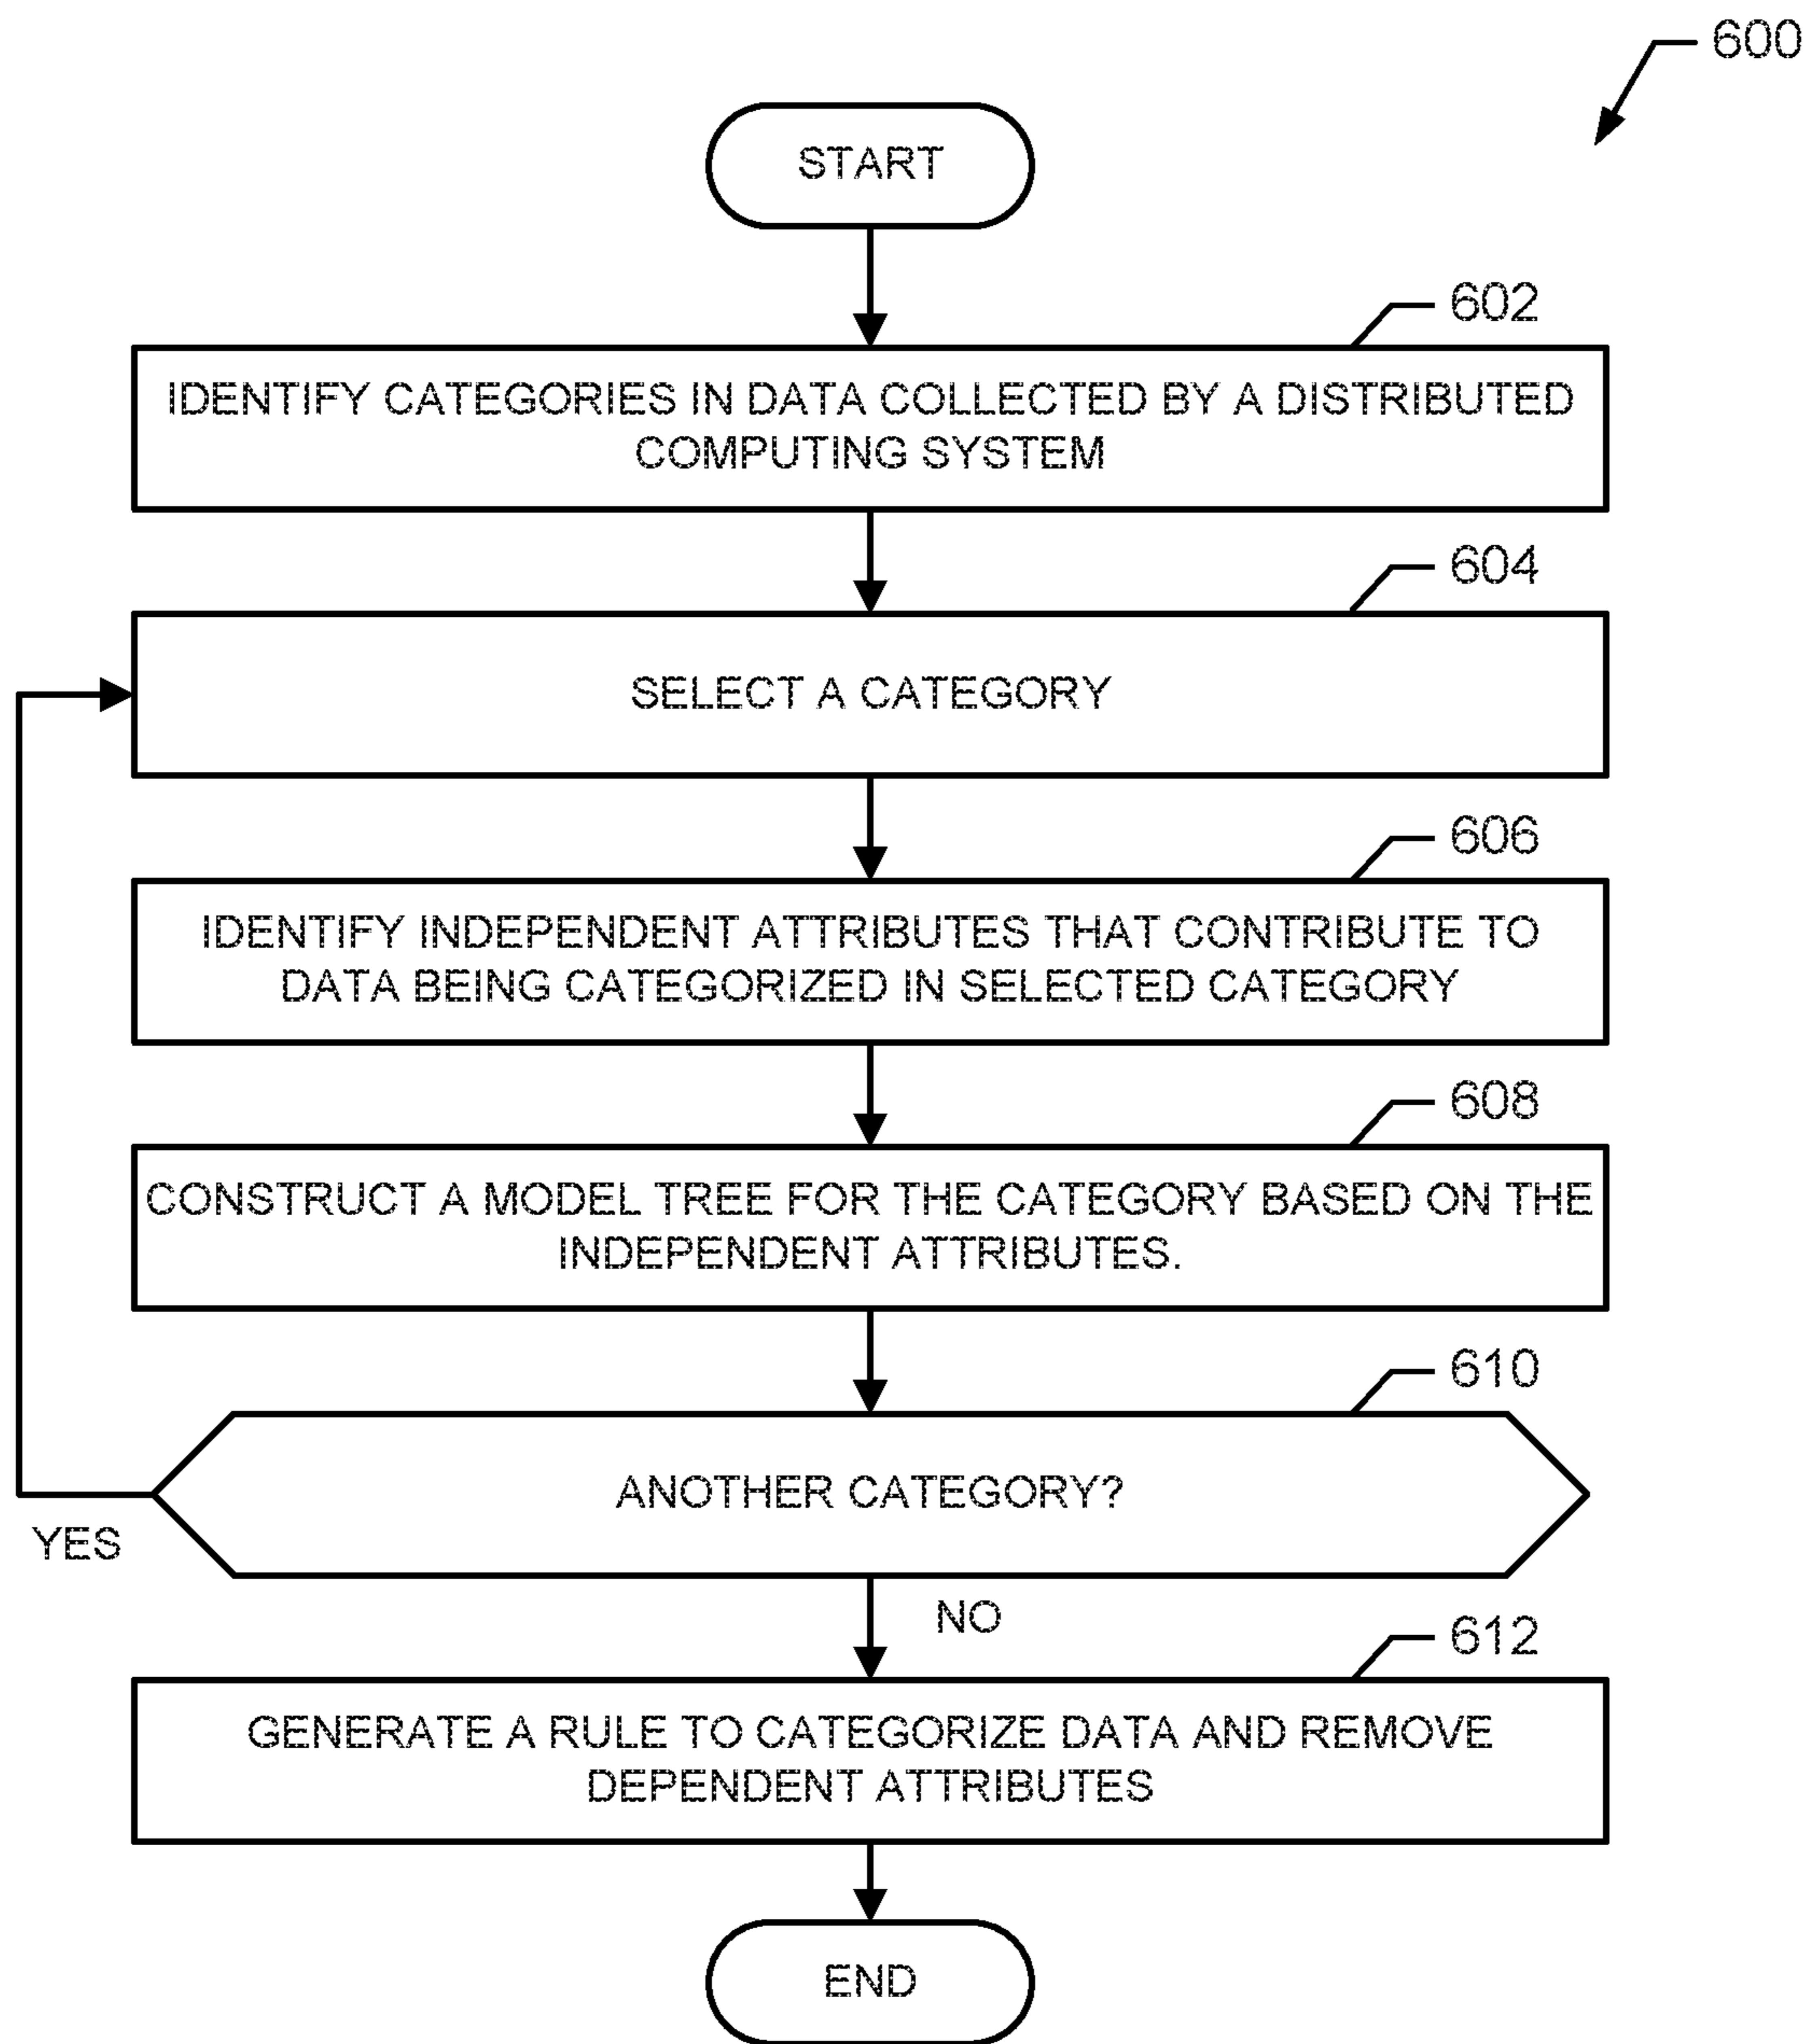 600
START
602
IDENTIFY CATEGORIES IN DATA COLLECTED BY A DISTRIBUTED
COMPUTING SYSTEM
604
SELECT A CATEGORY
606
IDENTIFY INDEPENDENT ATTRIBUTES THAT CONTRIBUTE TO
DATA BEING CATEGORIZED IN SELECTED CATEGORY
608
CONSTRUCT A MODEL TREE FOR THE CATEGORY BASED ON THE
INDEPENDENT ATTRIBUTES.
610
ANOTHER CATEGORY?
YES
NO
612
GENERATE A RULE TO CATEGORIZE DATA AND REMOVE
DEPENDENT ATTRIBUTES
END